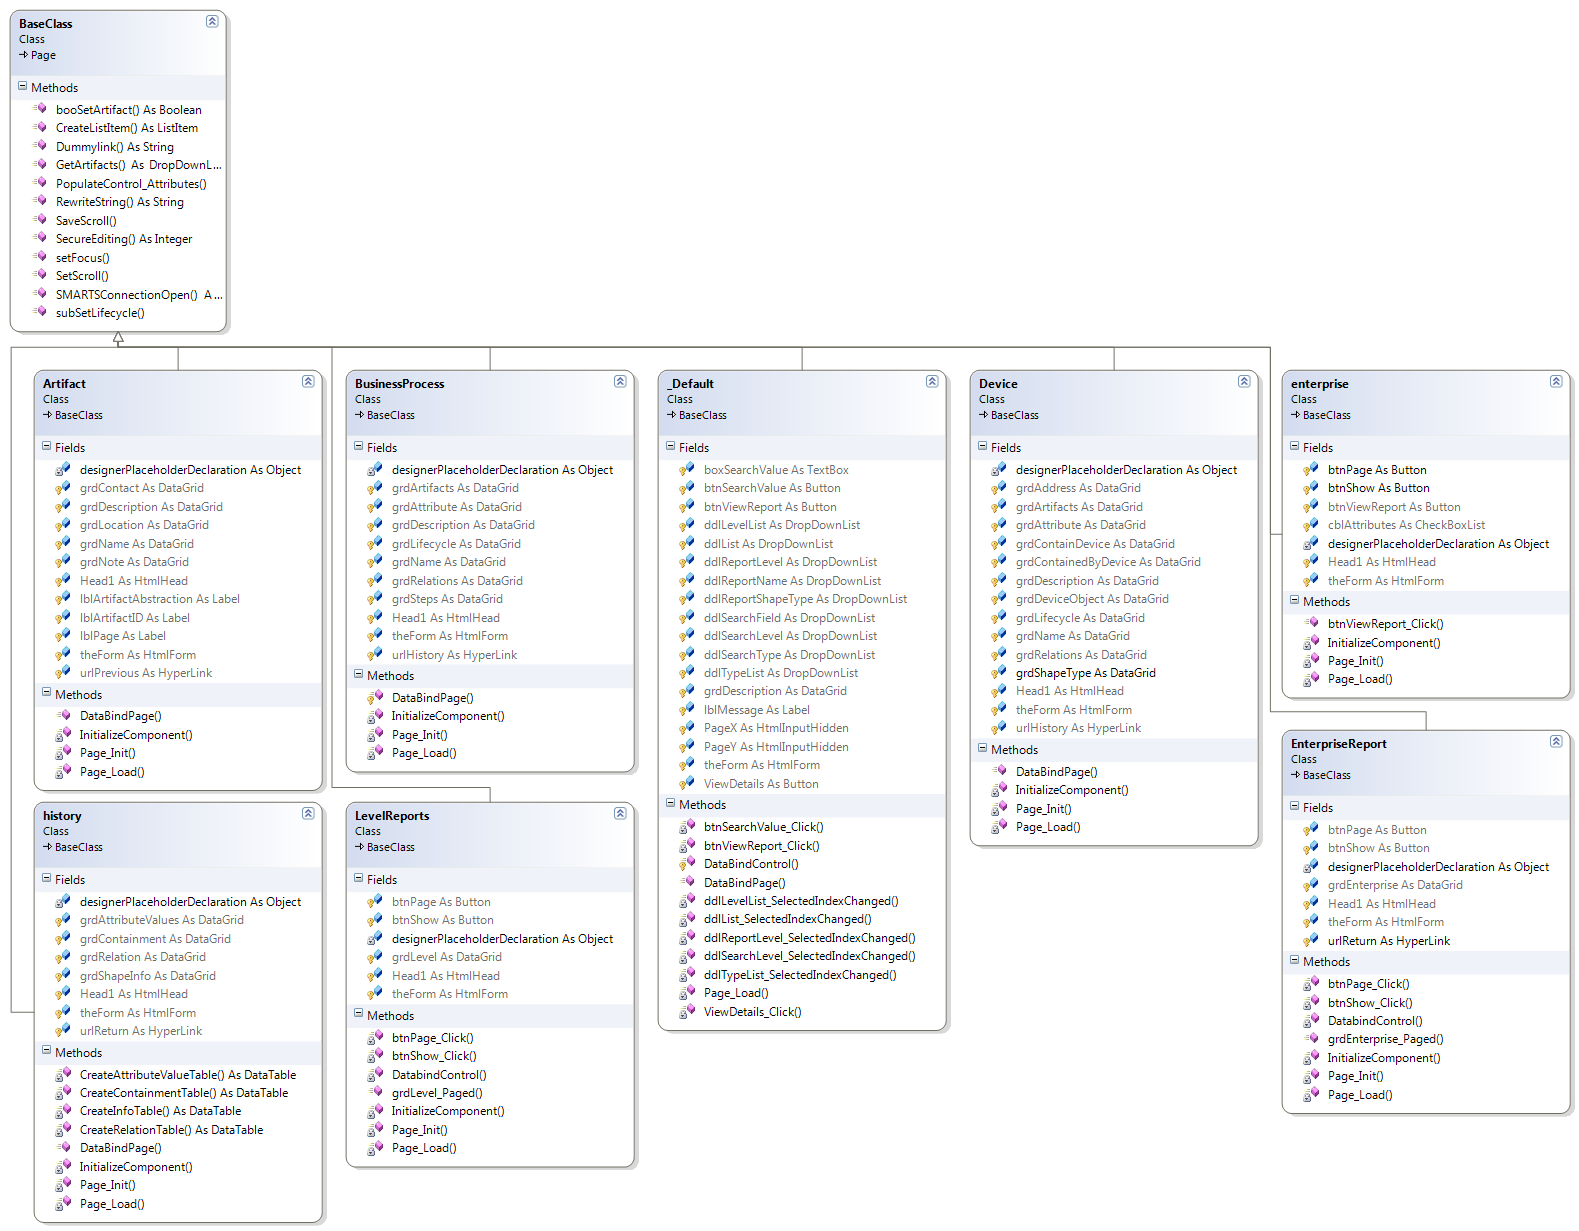 BaseClass
Class
Page
Methods
booSetArtifact() As Boolean
CreateListItem() As ListItem
Dummylink() As String
GetArtifacts() As DropDownL...
PopulateControl_Attributes()
RewriteString() As String
SaveScroll()
SecureEditing() As Integer
setFocus()
SetScroll()
SMARTSConnectionOpen() A...
subSetLifecycle()
Artifact
Class
BaseClass
Fields
designerPlaceholderDeclaration As Object
grdContact As DataGrid
grdDescription As DataGrid
grdLocation As DataGrid
grdName As DataGrid
grdNote As DataGrid
Head1 As HtmlHead
lblArtifactAbstraction As Label
lblArtifactID As Label
lblPage As Label
theForm As HtmlForm
urlPrevious As HyperLink
Methods
DataBindPage()
InitializeComponent()
Page_Init()
Page_Load()
BusinessProcess
Class
BaseClass
Fields
designerPlaceholderDeclaration As Object
grdArtifacts As DataGrid
grdAttribute As DataGrid
grdDescription As DataGrid
grdLifecycle As DataGrid
grdName As DataGrid
grdRelations As DataGrid
grdSteps As DataGrid
Head1 As HtmlHead
theForm As HtmlForm
urlHistory As HyperLink
Methods
DataBindPage()
InitializeComponent()
Page_Init()
Page_Load()
_Default
Class
BaseClass
Fields
boxSearchValue As TextBox
btnSearchValue As Button
btnViewReport As Button
ddlLevelList As DropDownList
ddlList As DropDownList
ddlReportLevel As DropDownList
ddlReportName As DropDownList
ddlReportShapeType As DropDownList
ddlSearchField As DropDownList
ddlSearchLevel As DropDownList
ddlSearchType As DropDownList
ddlTypeList As DropDownList
grdDescription As DataGrid
lblMessage As Label
PageX As HtmlInputHidden
PageY As HtmlInputHidden
theForm As HtmlForm
ViewDetails As Button
Methods
btnSearchValue_Click()
btnViewReport_Click()
DataBindControl()
DataBindPage()
ddlLevelList_SelectedIndexChanged()
ddlList_SelectedIndexChanged()
ddlReportLevel_SelectedIndexChanged()
ddlSearchLevel_SelectedIndexChanged()
ddlTypeList_SelectedIndexChanged()
Page_Load()
ViewDetails_Click()
Device
Class
BaseClass
Fields
designerPlaceholderDeclaration As Object
grdAddress As DataGrid
grdArtifacts As DataGrid
grdAttribute As DataGrid
grdContainDevice As DataGrid
grdContainedByDevice As DataGrid
grdDescription As DataGrid
grdDeviceObject As DataGrid
grdLifecycle As DataGrid
grdName As DataGrid
grdRelations As DataGrid
grdShapeType As DataGrid
Head1 As HtmlHead
theForm As HtmlForm
urlHistory As HyperLink
Methods
DataBindPage()
InitializeComponent()
Page_Init()
Page_Load()
enterprise
Class
BaseClass
Fields
btnPage As Button
btnShow As Button
btnViewReport As Button
cblAttributes As CheckBoxList
designerPlaceholderDeclaration As Object
Head1 As HtmlHead
theForm As HtmlForm
Methods
btnViewReport_Click()
InitializeComponent()
Page_Init()
Page_Load()
EnterpriseReport
Class
BaseClass
Fields
btnPage As Button
btnShow As Button
designerPlaceholderDeclaration As Object
grdEnterprise As DataGrid
Head1 As HtmlHead
theForm As HtmlForm
urlReturn As HyperLink
Methods
btnPage_Click()
btnShow_Click()
DatabindControl()
grdEnterprise_Paged()
InitializeComponent()
Page_Init()
Page_Load()
history
Class
BaseClass
Fields
designerPlaceholderDeclaration As Object
grdAttributeValues As DataGrid
grdContainment As DataGrid
grdRelation As DataGrid
grdShapeInfo As DataGrid
Head1 As HtmlHead
theForm As HtmlForm
urlReturn As HyperLink
Methods
CreateAttributeValueTable() As DataTable
CreateContainmentTable() As DataTable
CreateInfoTable() As DataTable
CreateRelationTable() As DataTable
DataBindPage()
InitializeComponent()
Page_Init()
Page_Load()
LevelReports
Class
BaseClass
Fields
btnPage As Button
btnShow As Button
designerPlaceholderDeclaration As Object
grdLevel As DataGrid
Head1 As HtmlHead
theForm As HtmlForm
Methods
btnPage_Click()
btnShow_Click()
DatabindControl()
grdLevel_Paged()
InitializeComponent()
Page_Init()
Page_Load()